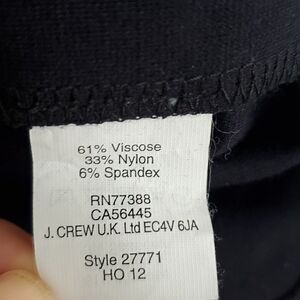 61% Viscose
33% Nylon
6% Spandex
RN77388
CA56445
J. CREW U.K. Ltd EC4V 6JA
Style 27771
HO 12